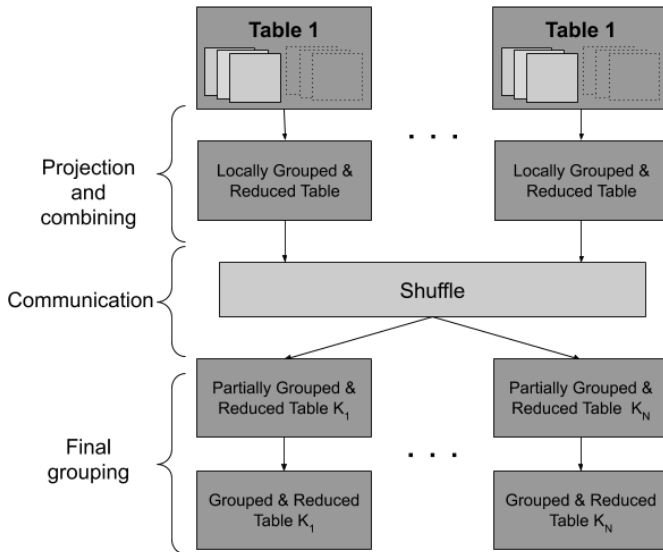 Table 1
Table 1
. . .
Projection
and
combining
Locally Grouped &
Reduced Table
Locally Grouped &
Reduced Table
Communication
Shuffle
Partially Grouped &
Reduced Table K1
Partially Grouped &
Reduced Table KN
Final
grouping
. . .
Grouped & Reduced
Table K1
Grouped & Reduced
Table KN